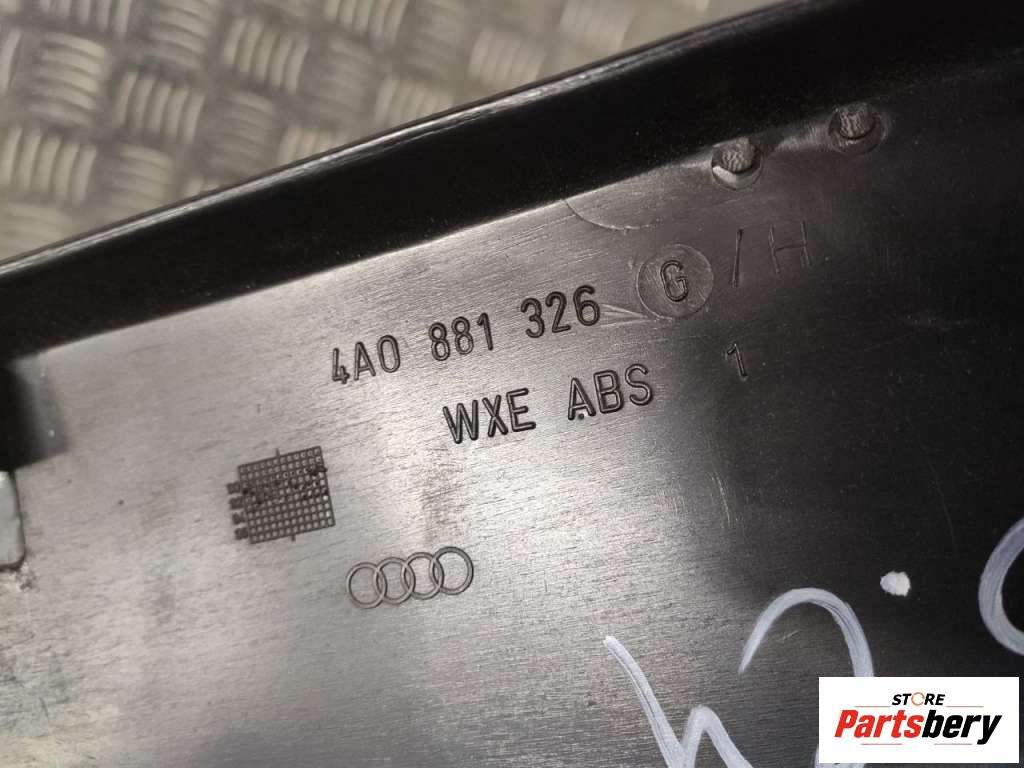 4A0 881 326 G /H
WXE ABS 1
STORE
Partsbery